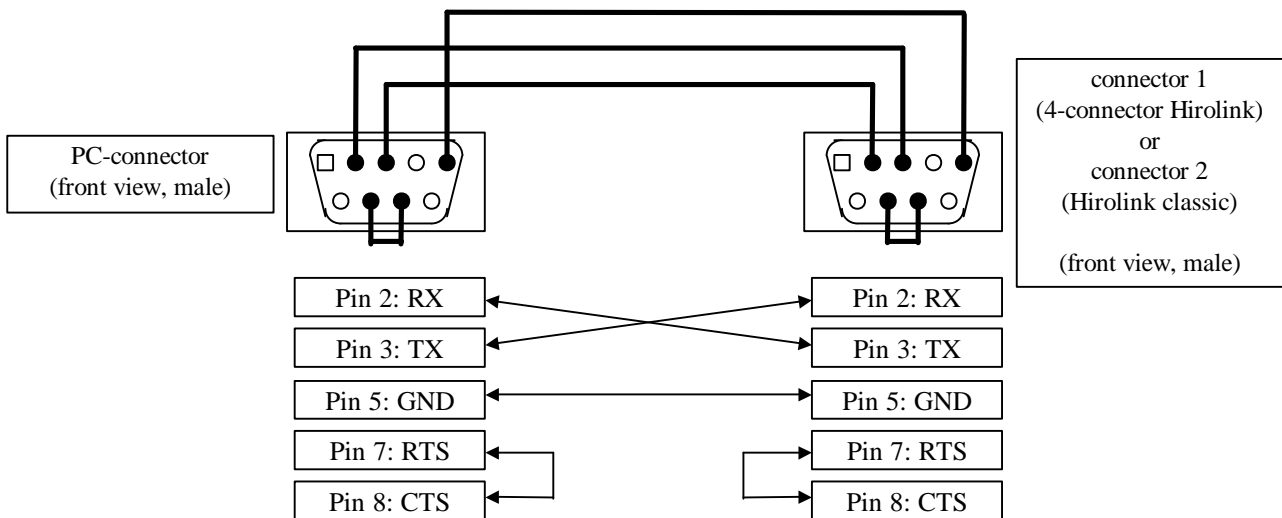 PC-connector
(front view, male)
connector 1
(4-connector Hirolink)
or
connector 2
(Hirolink classic)
(front view, male)
Pin 2: RX
Pin 3: TX
Pin 5: GND
Pin 7: RTS
Pin 8: CTS
Pin 2: RX
Pin 3: TX
Pin 5: GND
Pin 7: RTS
Pin 8: CTS